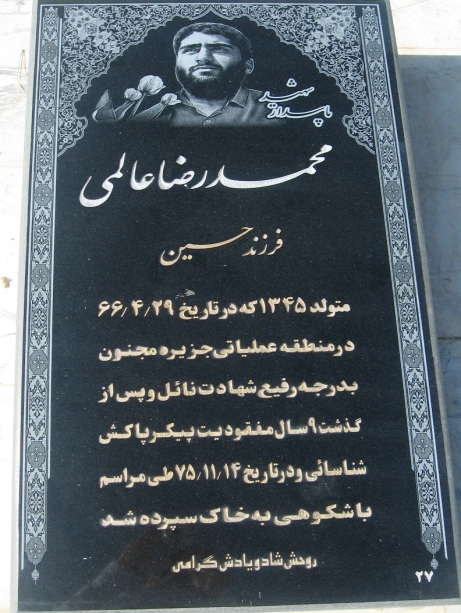 شهید
پاسدار
محمدرضا عالمی
فرزند حسین
متولد ۱۳۴۵ که در تاریخ ۶۶٫۴٫۲۹
در منطقه عملیاتی جزیره مجنون
بدرجه رفیع شهادت نائل و پس از
گذشت ۹ سال مفقودیت پیکر پاکش
شناسائی و در تاریخ ۷۵٫۱۱٫۱۴ طی مراسم
باشکوهی به خاک سپرده شد
روحش شاد و یادش گرامی
۲۷